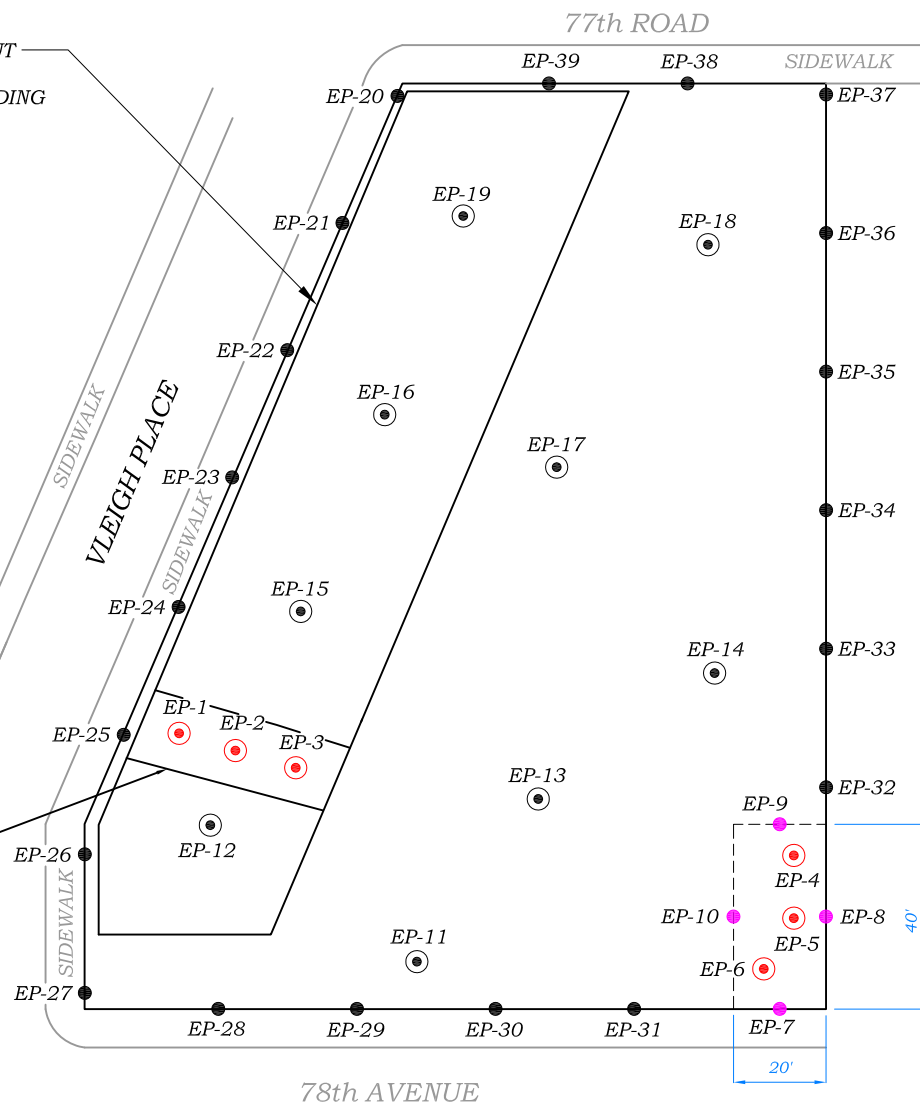 77th ROAD
NT
DING
EP-39
EP-38
SIDEWALK
EP-20
EP-37
EP-19
EP-21
EP-18
EP-36
EP-22
EP-35
EP-16
SIDEWALK
VLEIGH PLACE
EP-17
EP-23
SIDEWALK
EP-34
EP-15
EP-24
EP-14
EP-33
EP-1
EP-2
EP-25
EP-3
EP-13
EP-32
EP-9
EP-12
EP-26
EP-4
EP-10
EP-8
40'
SIDEWALK
EP-11
EP-5
EP-6
EP-27
EP-28
EP-29
EP-30
EP-31
EP-7
20'
78th AVENUE